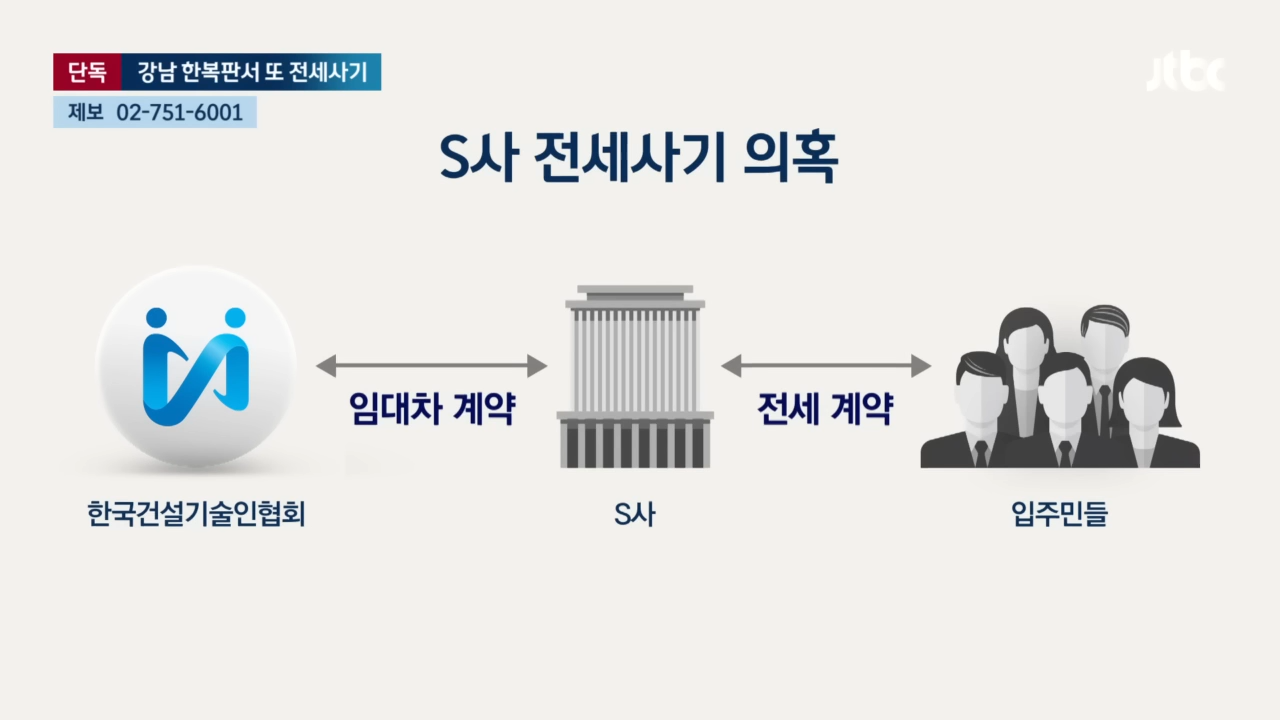 단독 강남 한복판서 또 전세사기
jtbc
제보 02-751-6001
S사 전세사기 의혹
임대차 계약
전세 계약
한국건설기술인협회
S사
입주민들